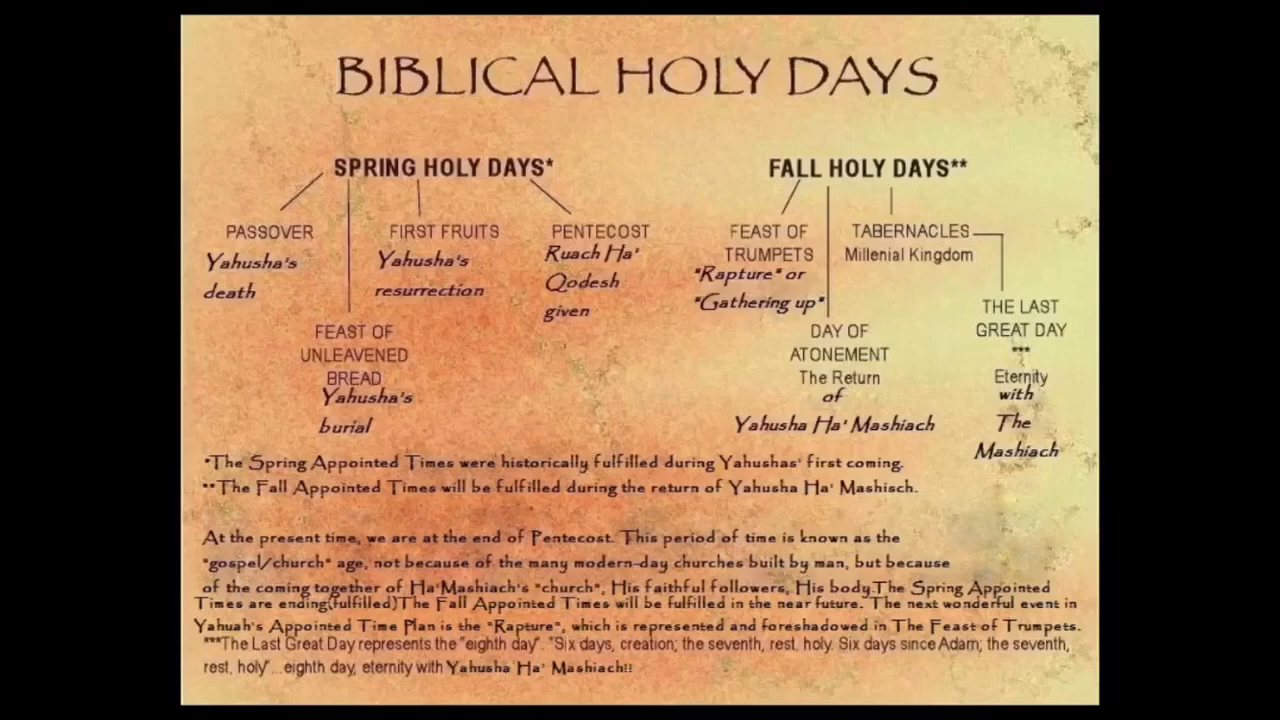 BIBLICAL HOLY DAYS
SPRING HOLY DAYS*
PASSOVER
Yahusha's
death
FEAST OF
UNLEAVENED
BREAD
Yahusha's
burial
FIRST FRUITS
Yahusha's
resurrection
PENTECOST
Ruach Ha'
Qodesh
given
FALL HOLY DAYS**
FEAST OF
TRUMPETS
"Rapture" or
"Gathering up"
DAY OF
ATONEMENT
The Return
of
Yahusha Ha' Mashiach
TABERNACLES
Millenial Kingdom
THE LAST
GREAT DAY
***
Eternity
with
The
Mashiach
*The Spring Appointed Times were historically fulfilled during Yahushas' first coming.
**The Fall Appointed Times will be fulfilled during the return of Yahusha Ha' Mashisch.
At the present time, we are at the end of Pentecost. This period of time is known as the
"gospel/church" age, not because of the many modern-day churches built by man, but because
of the coming together of Ha'Mashiach's "church", His faithful followers, His body.The Spring Appointed
Times are ending(fulfilled)The Fall Appointed Times will be fulfilled in the near future. The next wonderful event in
Yahuah's Appointed Time Plan is the "Rapture", which is represented and foreshadowed in The Feast of Trumpets.
***The Last Great Day represents the "eighth day". "Six days, creation; the seventh, rest, holy. Six days since Adam; the seventh,
rest, holy"...eighth day, eternity with Yahusha Ha' Mashiach!!